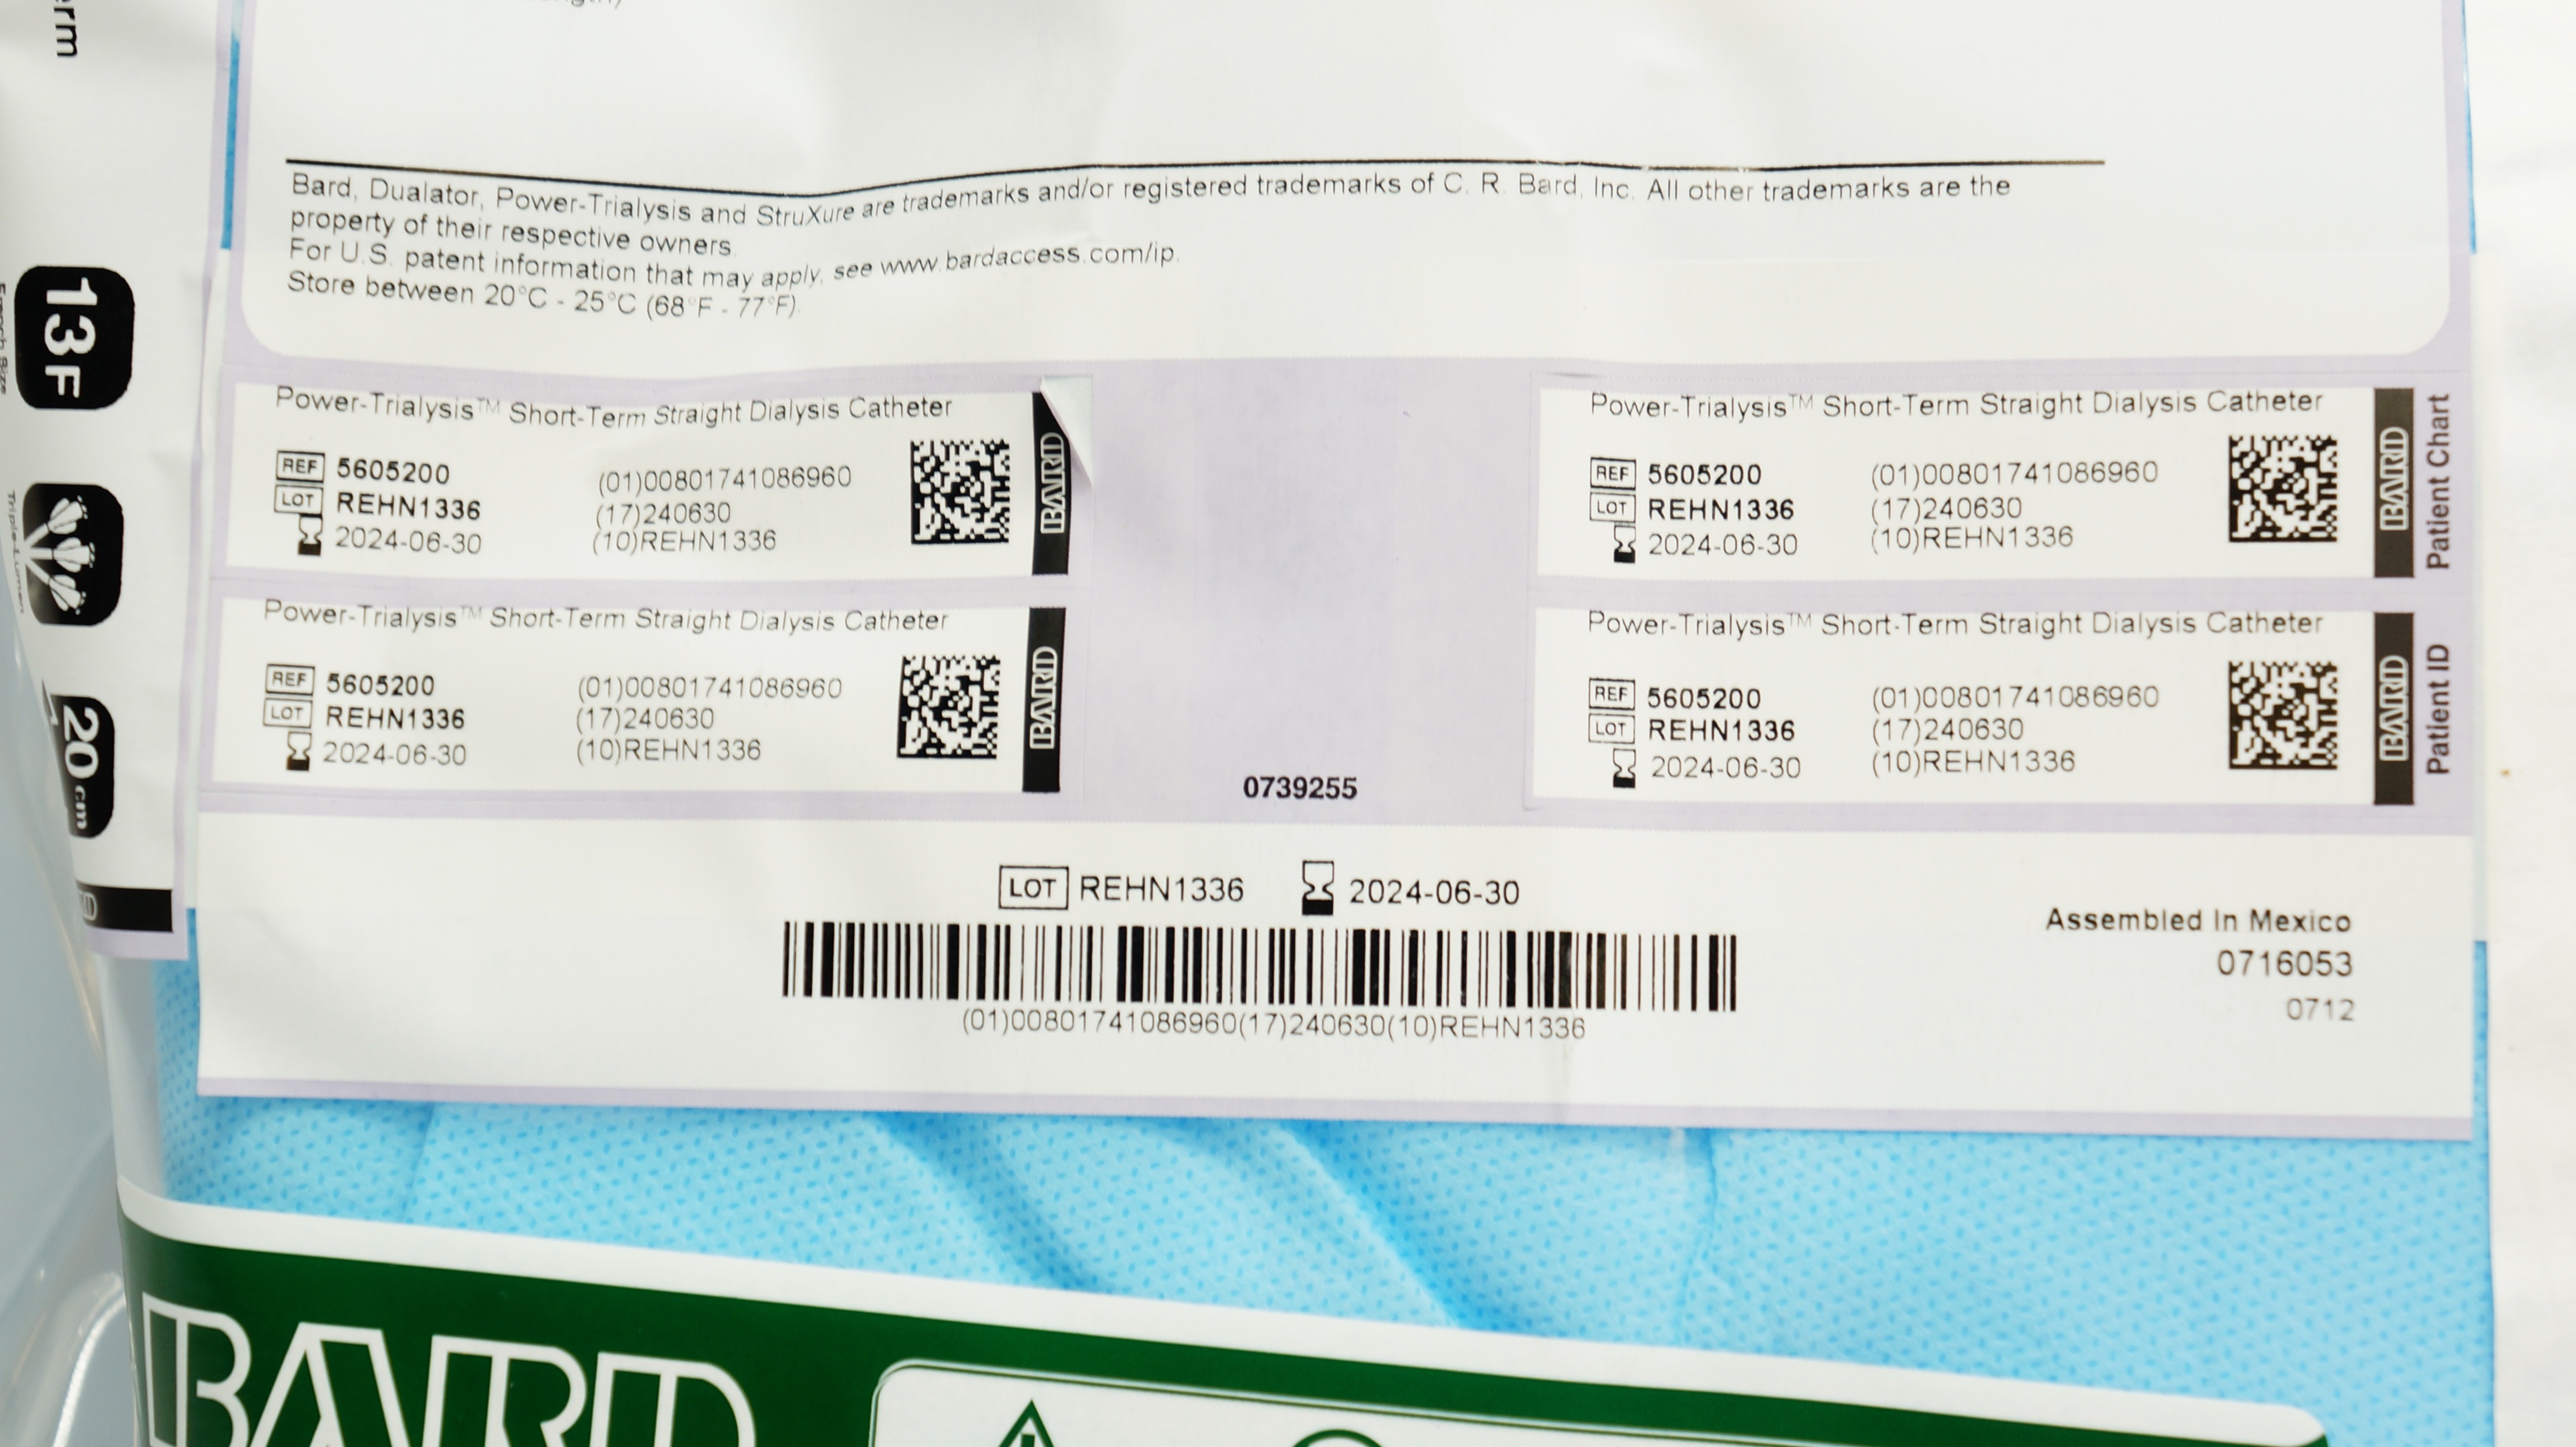 Bard, Dualator, Power-Trialysis and StruXure are trademarks and/or registered trademarks of C. R. Bard, Inc. All other trademarks are the
property of their respective owners.
For U.S. patent information that may apply, see www.bardaccess.com/ip.
Store between 20°C - 25°C (68°F - 77°F).
13 F
20 cm
Power-Trialysis™ Short-Term Straight Dialysis Catheter
REF 5605200
LOT REHN1336
2024-06-30
(01)00801741086960
(17)240630
(10)REHN1336
BARD
Power-Trialysis™ Short-Term Straight Dialysis Catheter
REF 5605200
LOT REHN1336
2024-06-30
(01)00801741086960
(17)240630
(10)REHN1336
BARD
Patient Chart
Power-Trialysis™ Short-Term Straight Dialysis Catheter
REF 5605200
LOT REHN1336
2024-06-30
(01)00801741086960
(17)240630
(10)REHN1336
BARD
Power-Trialysis™ Short-Term Straight Dialysis Catheter
REF 5605200
LOT REHN1336
2024-06-30
(01)00801741086960
(17)240630
(10)REHN1336
BARD
Patient ID
0739255
LOT REHN1336 2024-06-30
(01)00801741086960(17)240630(10)REHN1336
Assembled In Mexico
0716053
0712
BARD